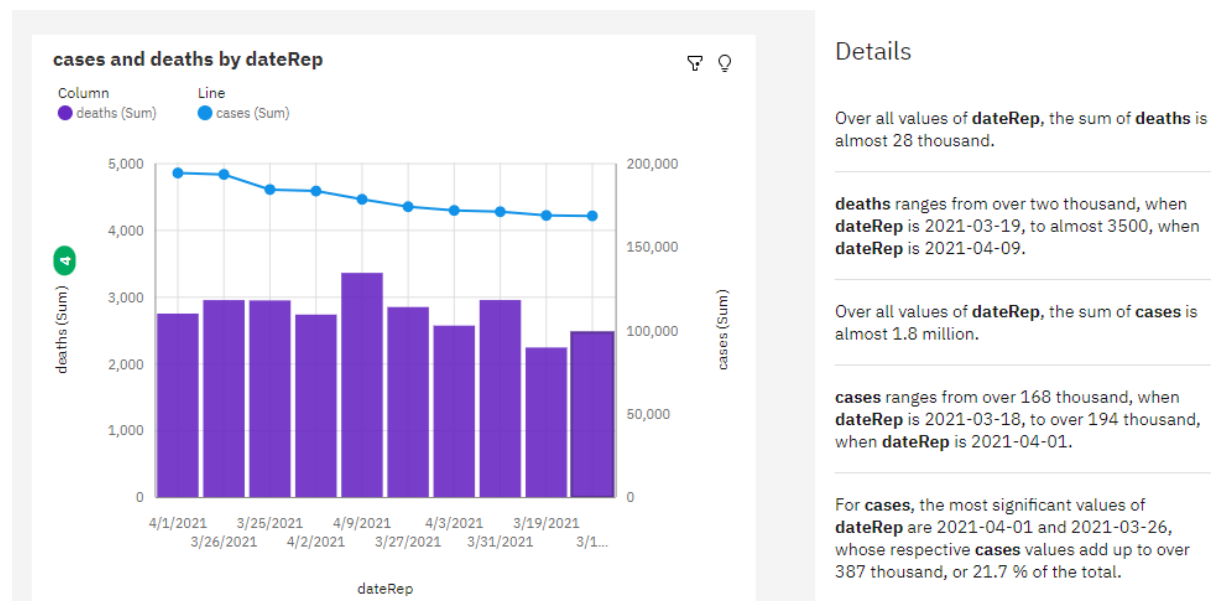 cases and deaths by dateRep
Column
Line
deaths (Sum)
cases (Sum)
5,000
4,000
3,000
2,000
1,000
0
deaths (Sum)
4
200,000
150,000
100,000
50,000
0
cases (Sum)
4/1/2021
3/25/2021
4/9/2021
4/3/2021
3/19/2021
3/26/2021
4/2/2021
3/27/2021
3/31/2021
3/1...
dateRep
Details
Over all values of dateRep, the sum of deaths is
almost 28 thousand.
deaths ranges from over two thousand, when
dateRep is 2021-03-19, to almost 3500, when
dateRep is 2021-04-09.
Over all values of dateRep, the sum of cases is
almost 1.8 million.
cases ranges from over 168 thousand, when
dateRep is 2021-03-18, to over 194 thousand,
when dateRep is 2021-04-01.
For cases, the most significant values of
dateRep are 2021-04-01 and 2021-03-26,
whose respective cases values add up to over
387 thousand, or 21.7 % of the total.